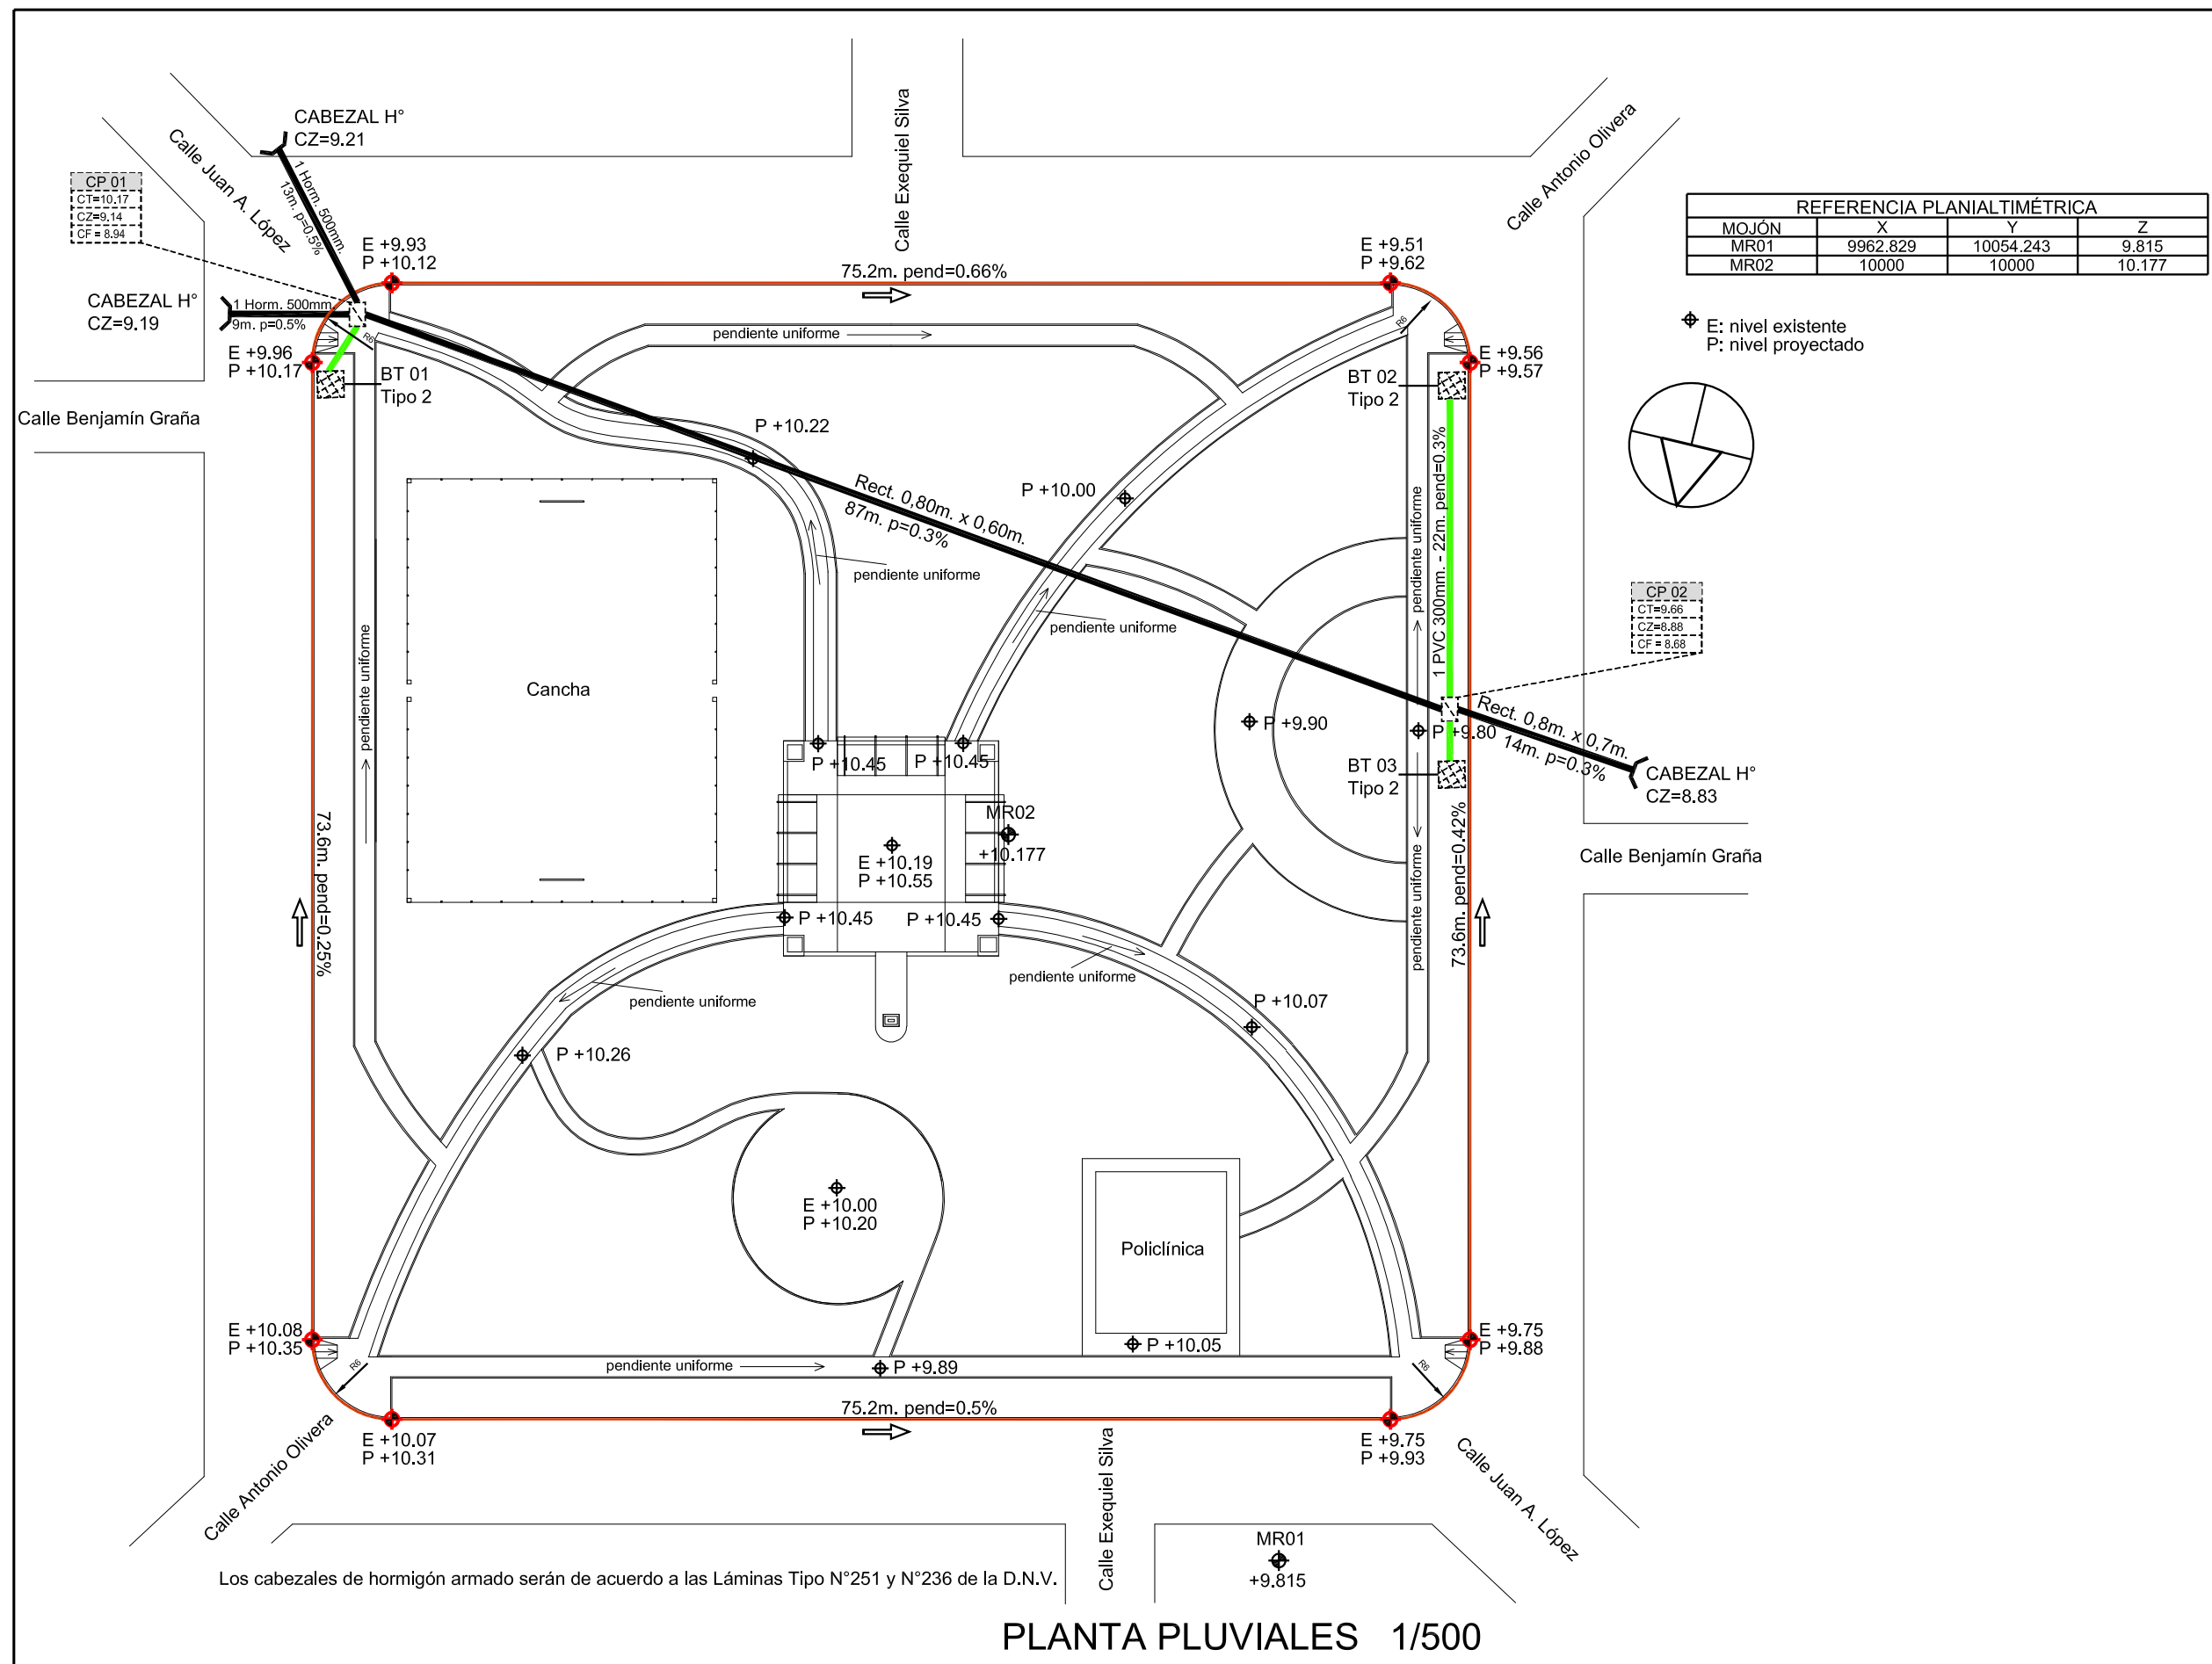 CABEZAL H°
CZ=9.21
Calle Juan A. López
1 Horm. 500mm.
13m. p=0.5%
CP 01
CT=10.17
CZ=9.14
CF = 8.94
CABEZAL H°
CZ=9.19
1 Horm. 500mm
9m. p=0.5%
E +9.93
P +10.12
E +9.96
P +10.17
R6
BT 01
Tipo 2
Calle Benjamín Graña
Calle Exequiel Silva
75.2m. pend=0.66%
pendiente uniforme
E +9.51
P +9.62
Calle Antonio Olivera
R6
E +9.56
P +9.57
BT 02
Tipo 2
REFERENCIA PLANIALTIMÉTRICA
MOJÓN X Y Z
MR01 9962.829 10054.243 9.815
MR02 10000 10000 10.177
E: nivel existente
P: nivel proyectado
P +10.22
Rect. 0,80m. x 0,60m.
87m. p=0.3%
P +10.00
pendiente uniforme
pendiente uniforme
pendiente uniforme
1 PVC 300mm. - 22m. pend=0.3%
CP 02
CT=9.66
CZ=8.88
CF = 8.68
Cancha
pendiente uniforme
73.6m. pend=0.25%
P +9.90
P +9.80
Rect. 0,8m. x 0,7m.
14m. p=0.3%
BT 03
Tipo 2
CABEZAL H°
CZ=8.83
Calle Benjamín Graña
P +10.45
P +10.45
MR02
+10.177
E +10.19
P +10.55
P +10.45
P +10.45
pendiente uniforme
73.6m. pend=0.42%
pendiente uniforme
pendiente uniforme
P +10.07
P +10.26
E +10.00
P +10.20
Policlínica
P +10.05
E +10.08
P +10.35
R6
pendiente uniforme
P +9.89
E +9.75
P +9.88
R6
75.2m. pend=0.5%
E +10.07
P +10.31
E +9.75
P +9.93
Calle Antonio Olivera
Calle Exequiel Silva
Calle Juan A. López
MR01
+9.815
Los cabezales de hormigón armado serán de acuerdo a las Láminas Tipo N°251 y N°236 de la D.N.V.
PLANTA PLUVIALES 1/500